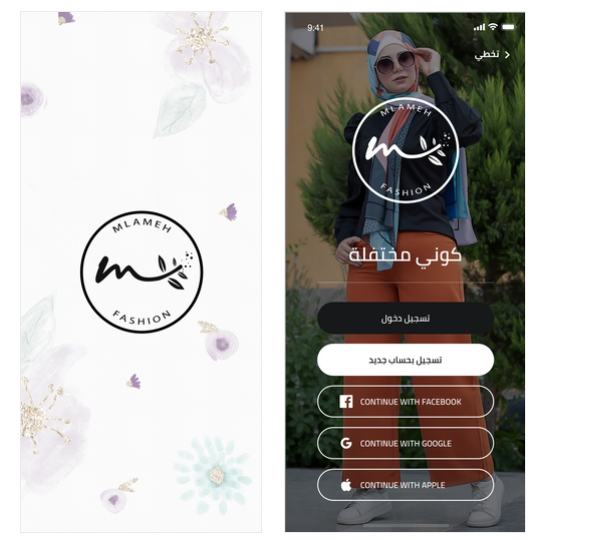 MLAMEH
m
FASHION
9:41
تخطي
MLAMEH
m
FASHION
كوني مختفلة
تسجيل دخول
تسجيل بحساب جديد
CONTINUE WITH FACEBOOK
CONTINUE WITH GOOGLE
CONTINUE WITH APPLE